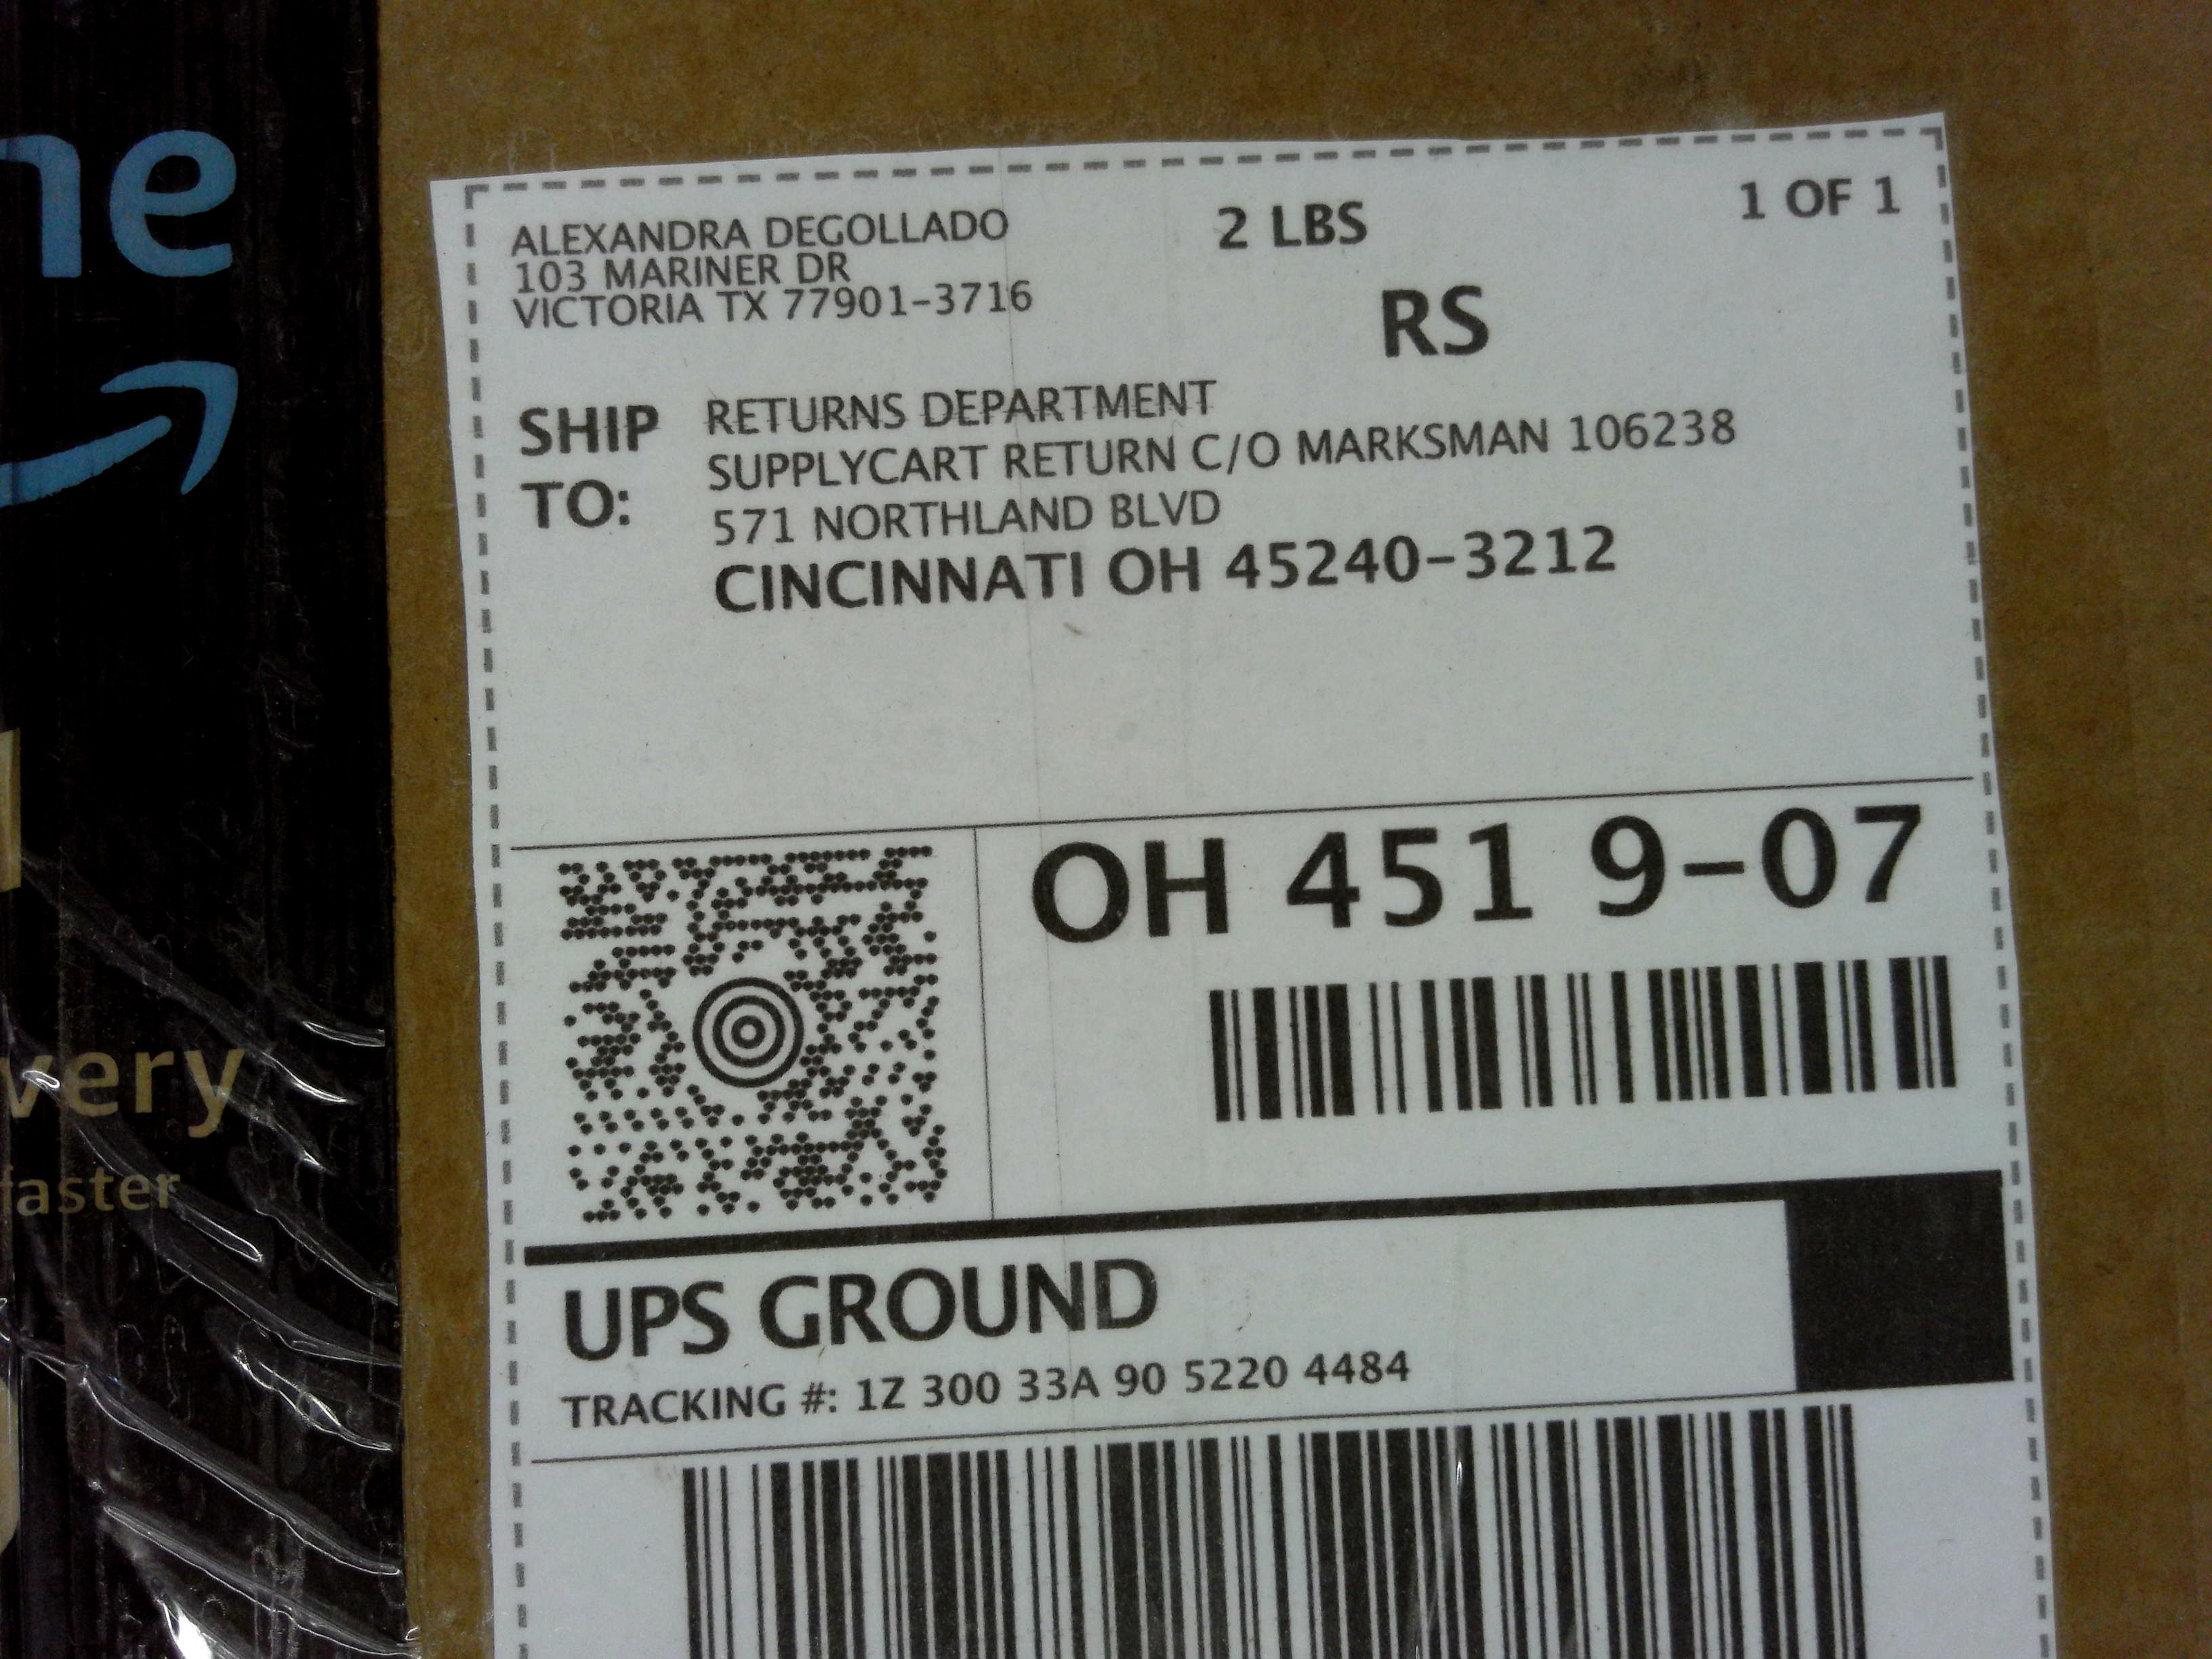 ne
very
faster
ALEXANDRA DEGOLLADO
103 MARINER DR
VICTORIA TX 77901-3716
2 LBS
1 OF 1
RS
SHIP TO:
RETURNS DEPARTMENT
SUPPLYCART RETURN C/O MARKSMAN 106238
571 NORTHLAND BLVD
CINCINNATI OH 45240-3212
OH 451 9-07
UPS GROUND
TRACKING #: 1Z 300 33A 90 5220 4484